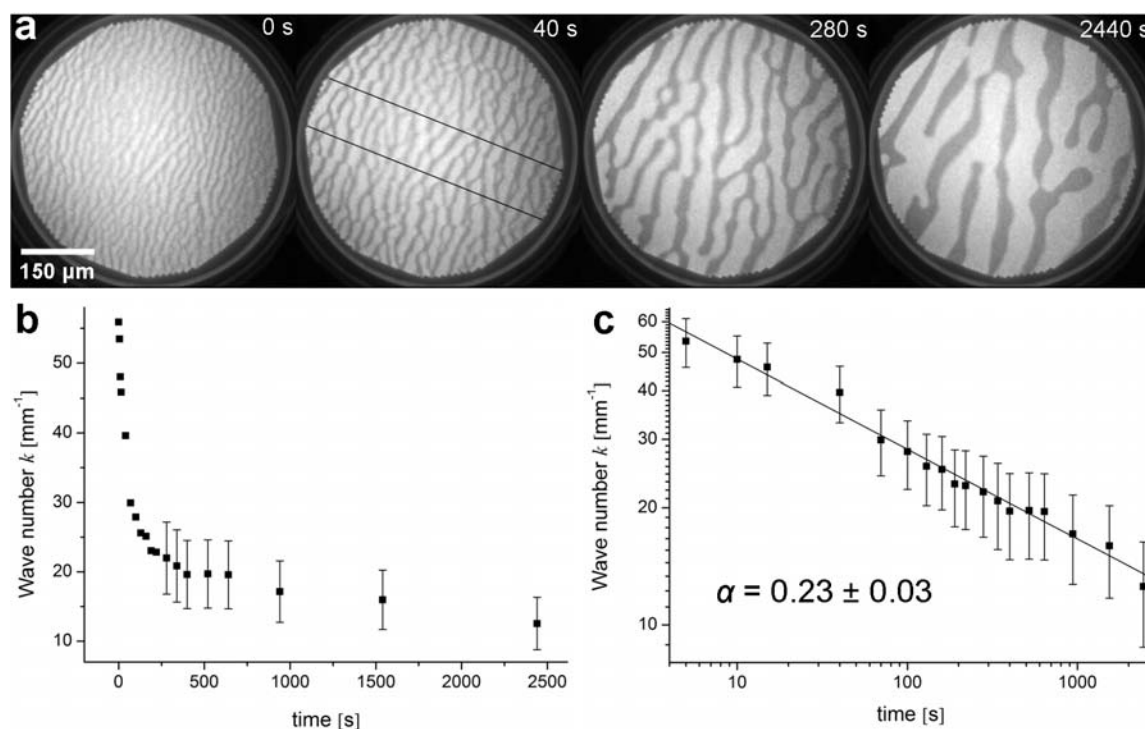 a
0 s
40 s
280 s
2440 s
150 µm
b
50
40
30
20
10
Wave number k [mm⁻¹]
0
500
1000
1500
2000
2500
time [s]
c
60
50
40
30
20
10
Wave number k [mm⁻¹]
α = 0.23 ± 0.03
10
100
1000
time [s]